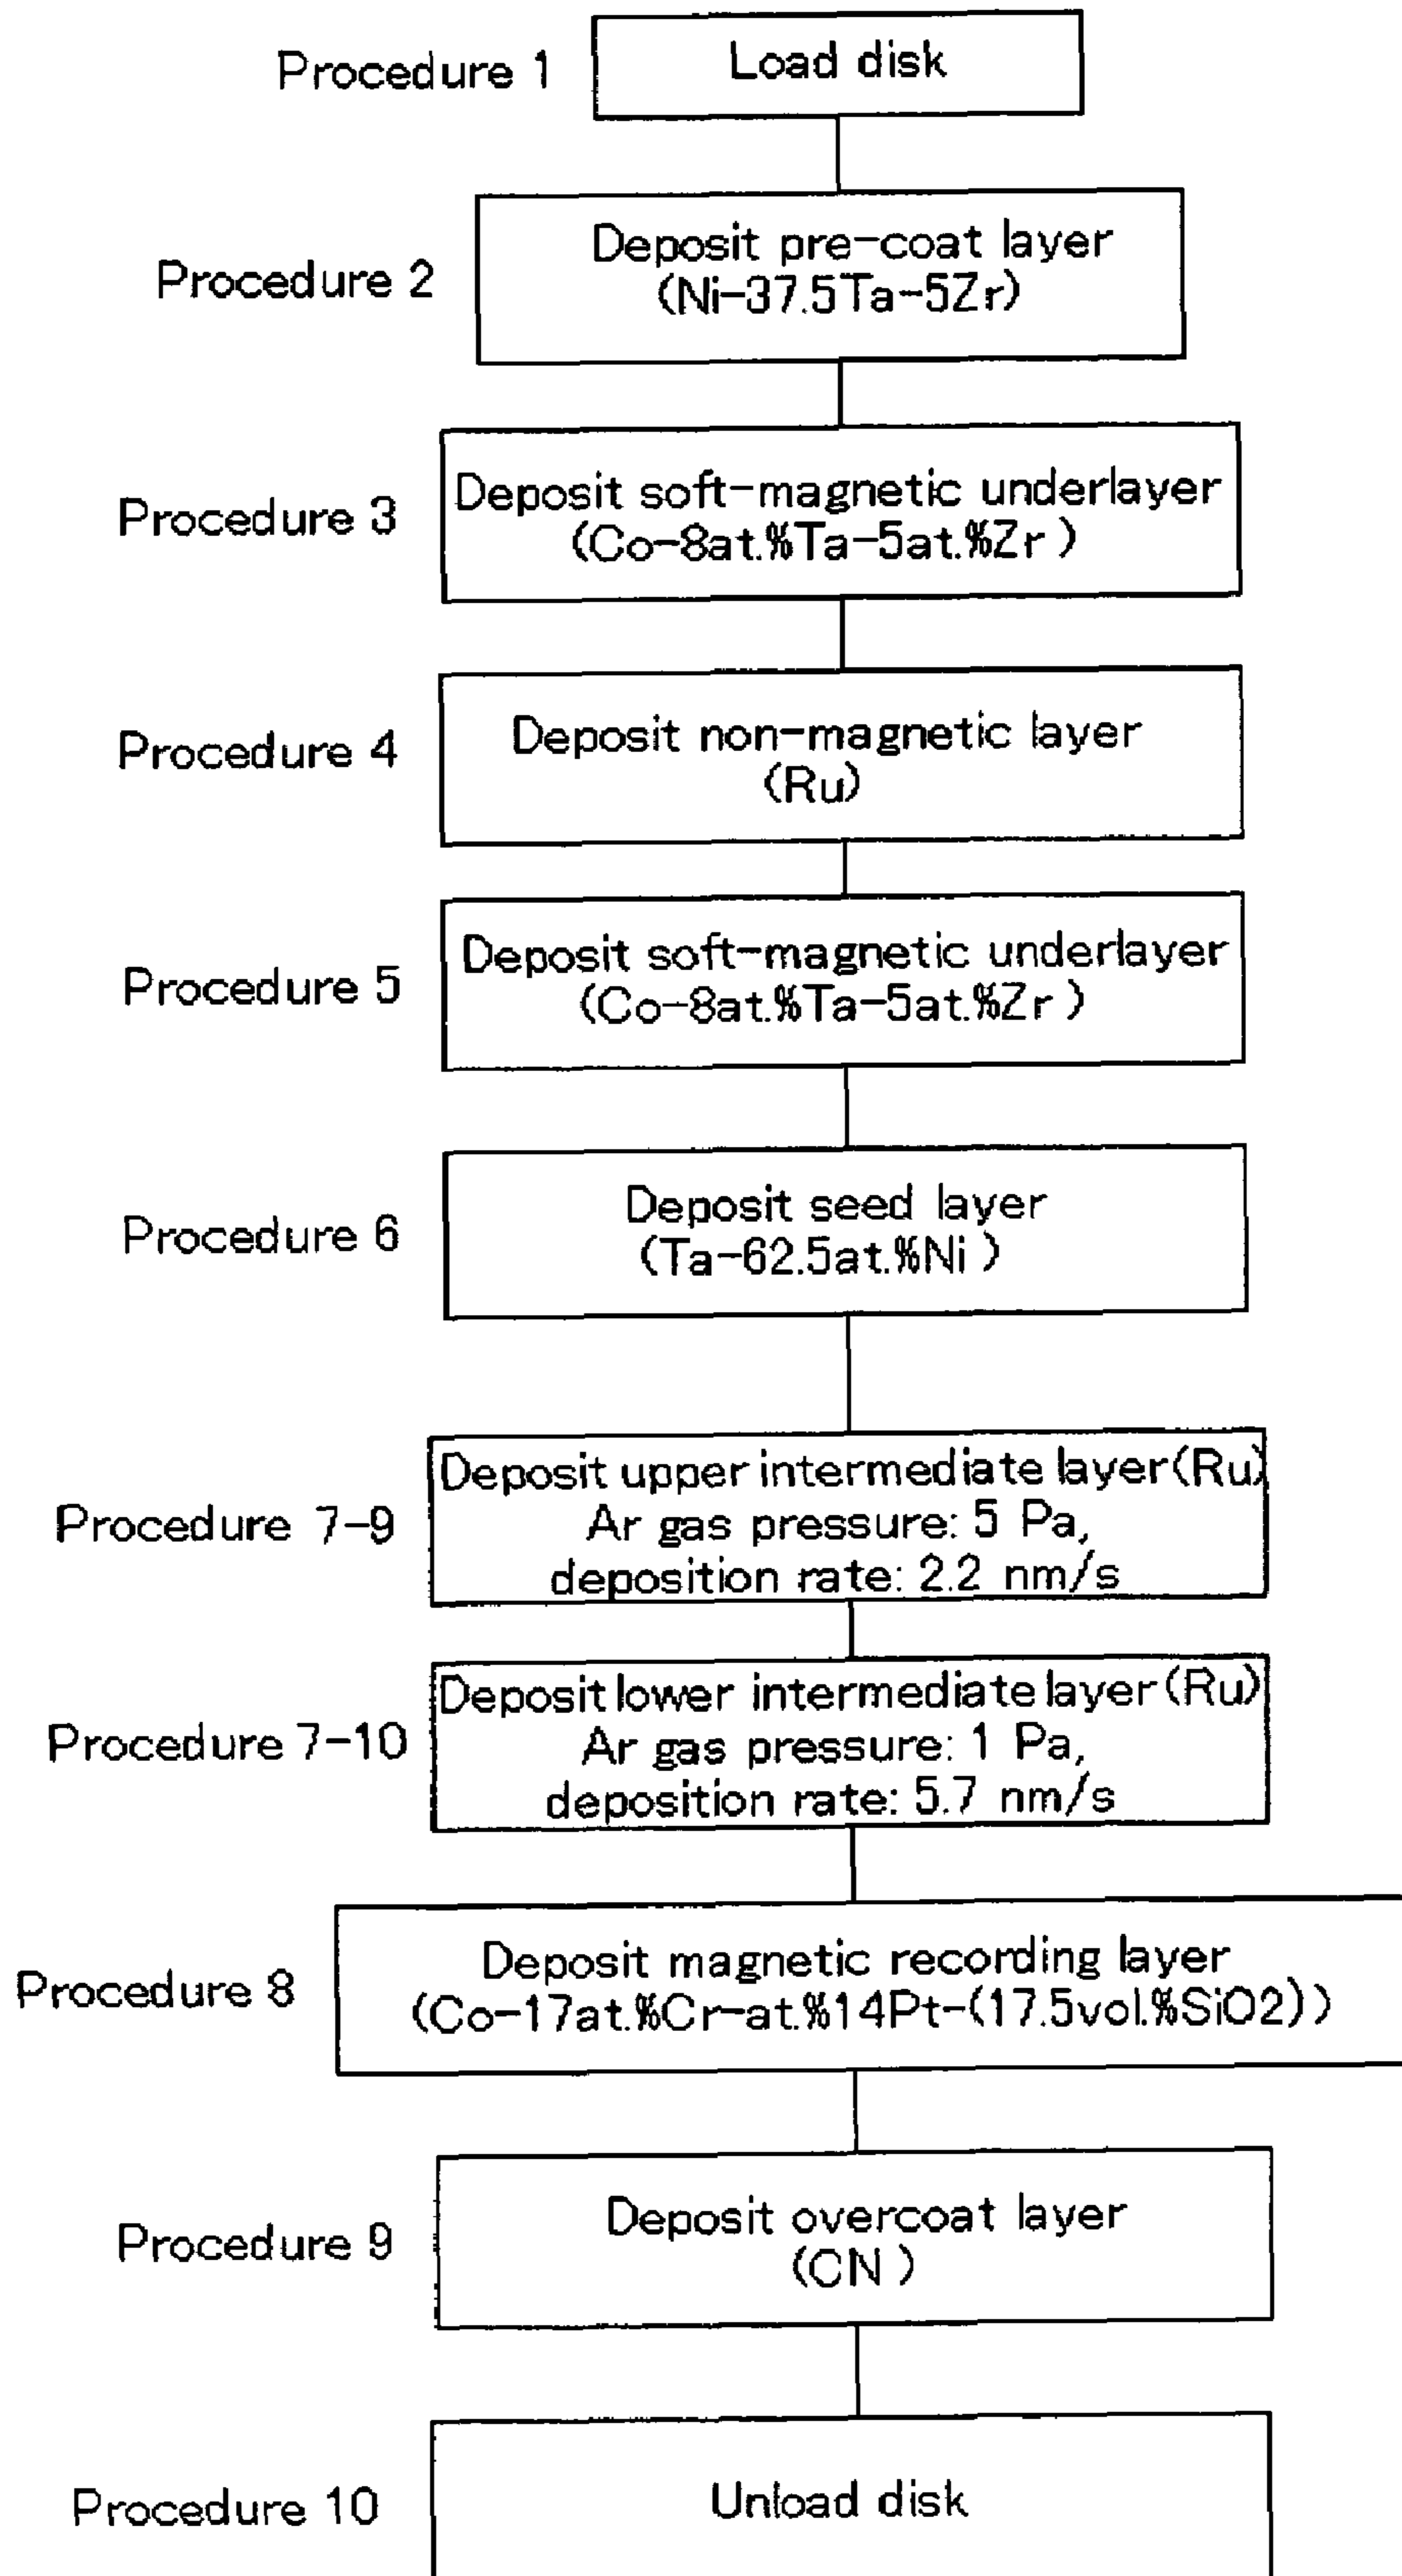 Procedure 1
Load disk
Procedure 2
Deposit pre-coat layer
(Ni-37.5Ta-5Zr)
Procedure 3
Deposit soft-magnetic underlayer
(Co-8at.%Ta-5at.%Zr )
Procedure 4
Deposit non-magnetic layer
(Ru)
Procedure 5
Deposit soft-magnetic underlayer
(Co-8at.%Ta-5at.%Zr )
Procedure 6
Deposit seed layer
(Ta-62.5at.%Ni )
Procedure 7-9
Deposit upper intermediate layer(Ru)
Ar gas pressure: 5 Pa,
deposition rate: 2.2 nm/s
Procedure 7-10
Deposit lower intermediate layer(Ru)
Ar gas pressure: 1 Pa,
deposition rate: 5.7 nm/s
Procedure 8
Deposit magnetic recording layer
(Co-17at.%Cr-at.%14Pt-(17.5vol.%SiO2))
Procedure 9
Deposit overcoat layer
(CN )
Procedure 10
Unload disk